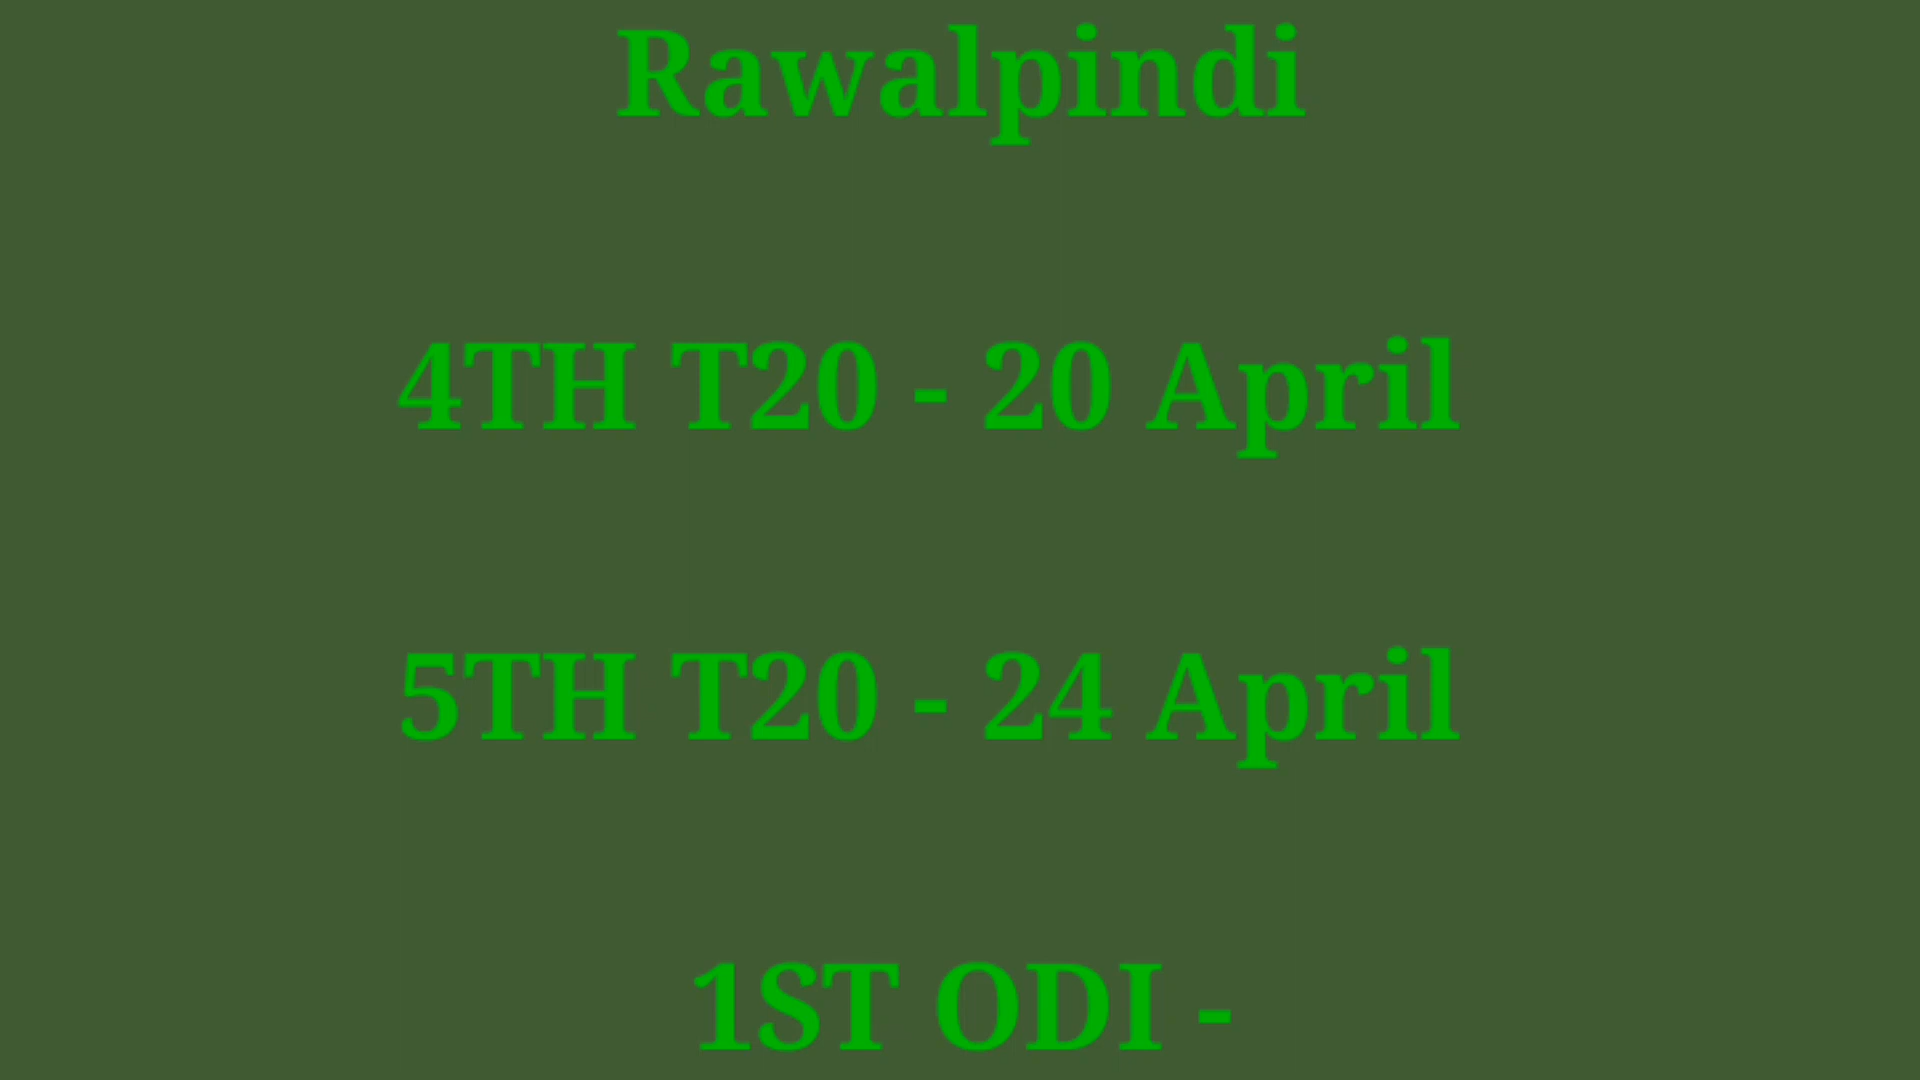 Rawalpindi
4TH T20 - 20 April
5TH T20 - 24 April
1ST ODI -